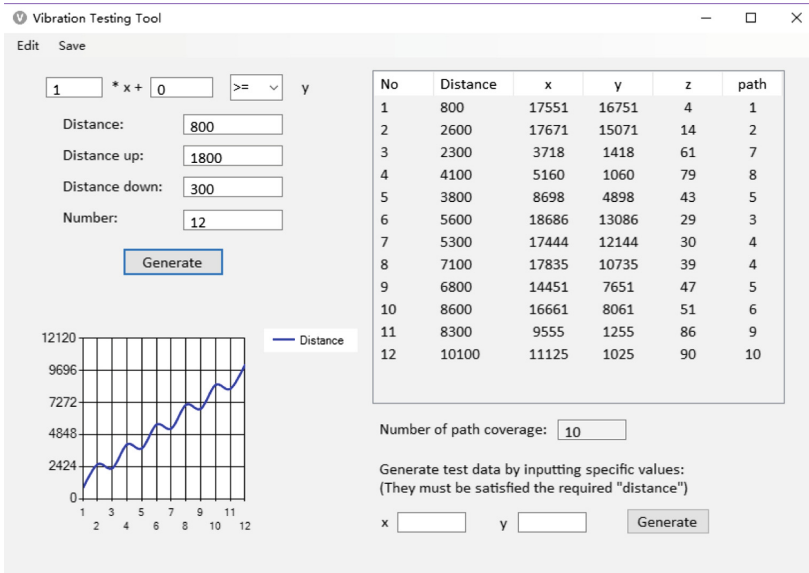 Vibration Testing Tool
Edit Save
1 * x + 0 >= y
Distance: 800
Distance up: 1800
Distance down: 300
Number: 12
Generate
No Distance x y z path
1 800 17551 16751 4 1
2 2600 17671 15071 14 2
3 2300 3718 1418 61 7
4 4100 5160 1060 79 8
5 3800 8698 4898 43 5
6 5600 18686 13086 29 3
7 5300 17444 12144 30 4
8 7100 17835 10735 39 4
9 6800 14451 7651 47 5
10 8600 16661 8061 51 6
11 8300 9555 1255 86 9
12 10100 11125 1025 90 10
Distance
12120
9696
7272
4848
2424
0
1 3 5 7 9 11
2 4 6 8 10 12
Number of path coverage: 10
Generate test data by inputting specific values:
(They must be satisfied the required "distance")
x y Generate